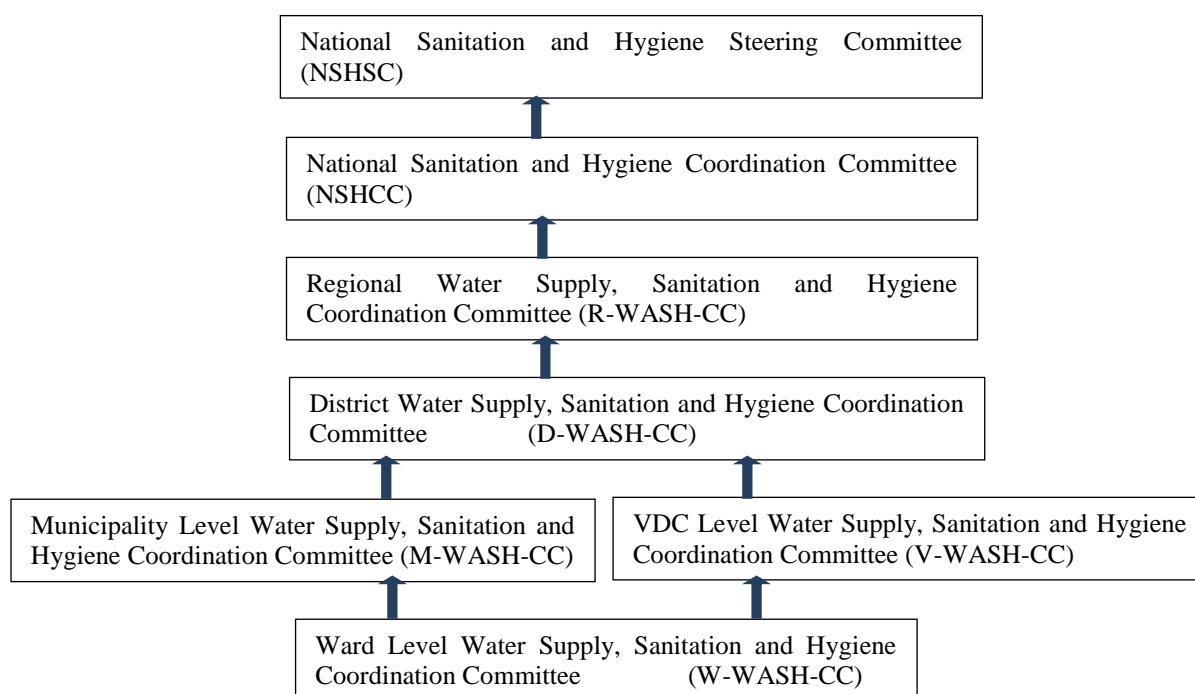 National Sanitation and Hygiene Steering Committee
(NSHSC)
National Sanitation and Hygiene Coordination Committee
(NSHCC)
Regional Water Supply, Sanitation and Hygiene
Coordination Committee (R-WASH-CC)
District Water Supply, Sanitation and Hygiene Coordination
Committee (D-WASH-CC)
Municipality Level Water Supply, Sanitation and
Hygiene Coordination Committee (M-WASH-CC)
VDC Level Water Supply, Sanitation and Hygiene
Coordination Committee (V-WASH-CC)
Ward Level Water Supply, Sanitation and Hygiene
Coordination Committee (W-WASH-CC)